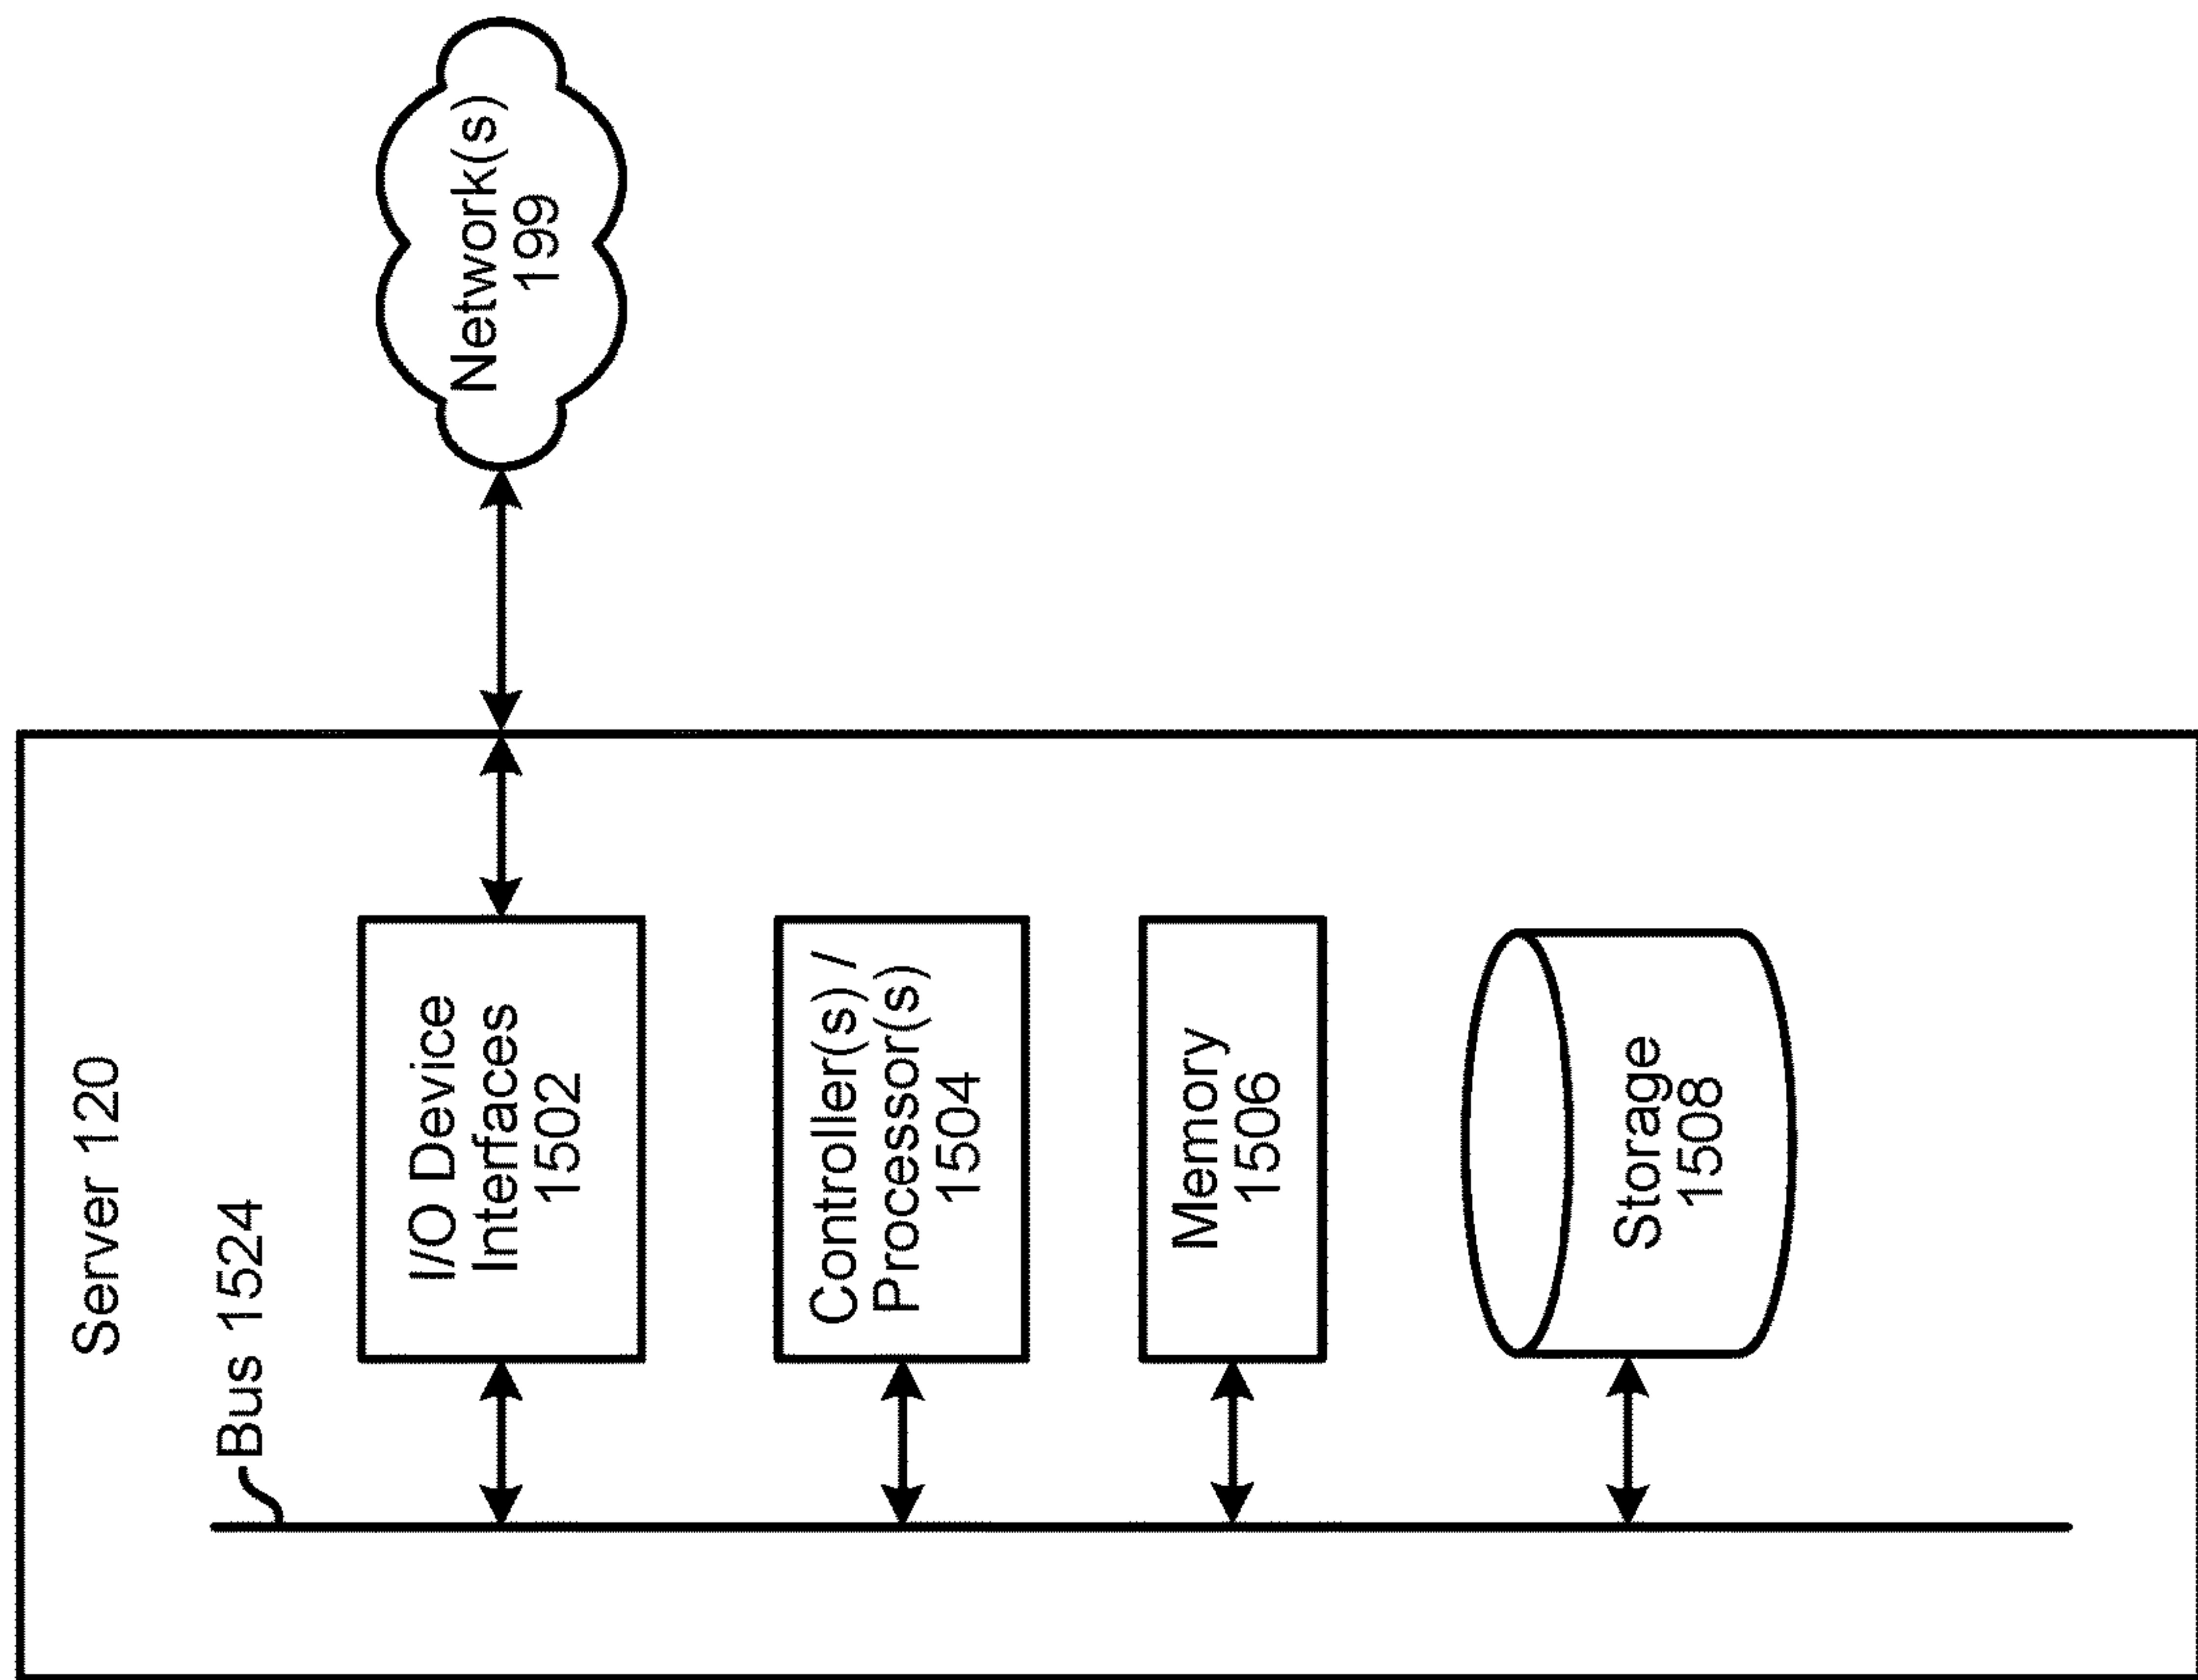 Server 120
Bus 1524
I/O Device
Interfaces
1502
Network(s)
199
Controller(s) /
Processor(s)
1504
Memory
1506
Storage
1508